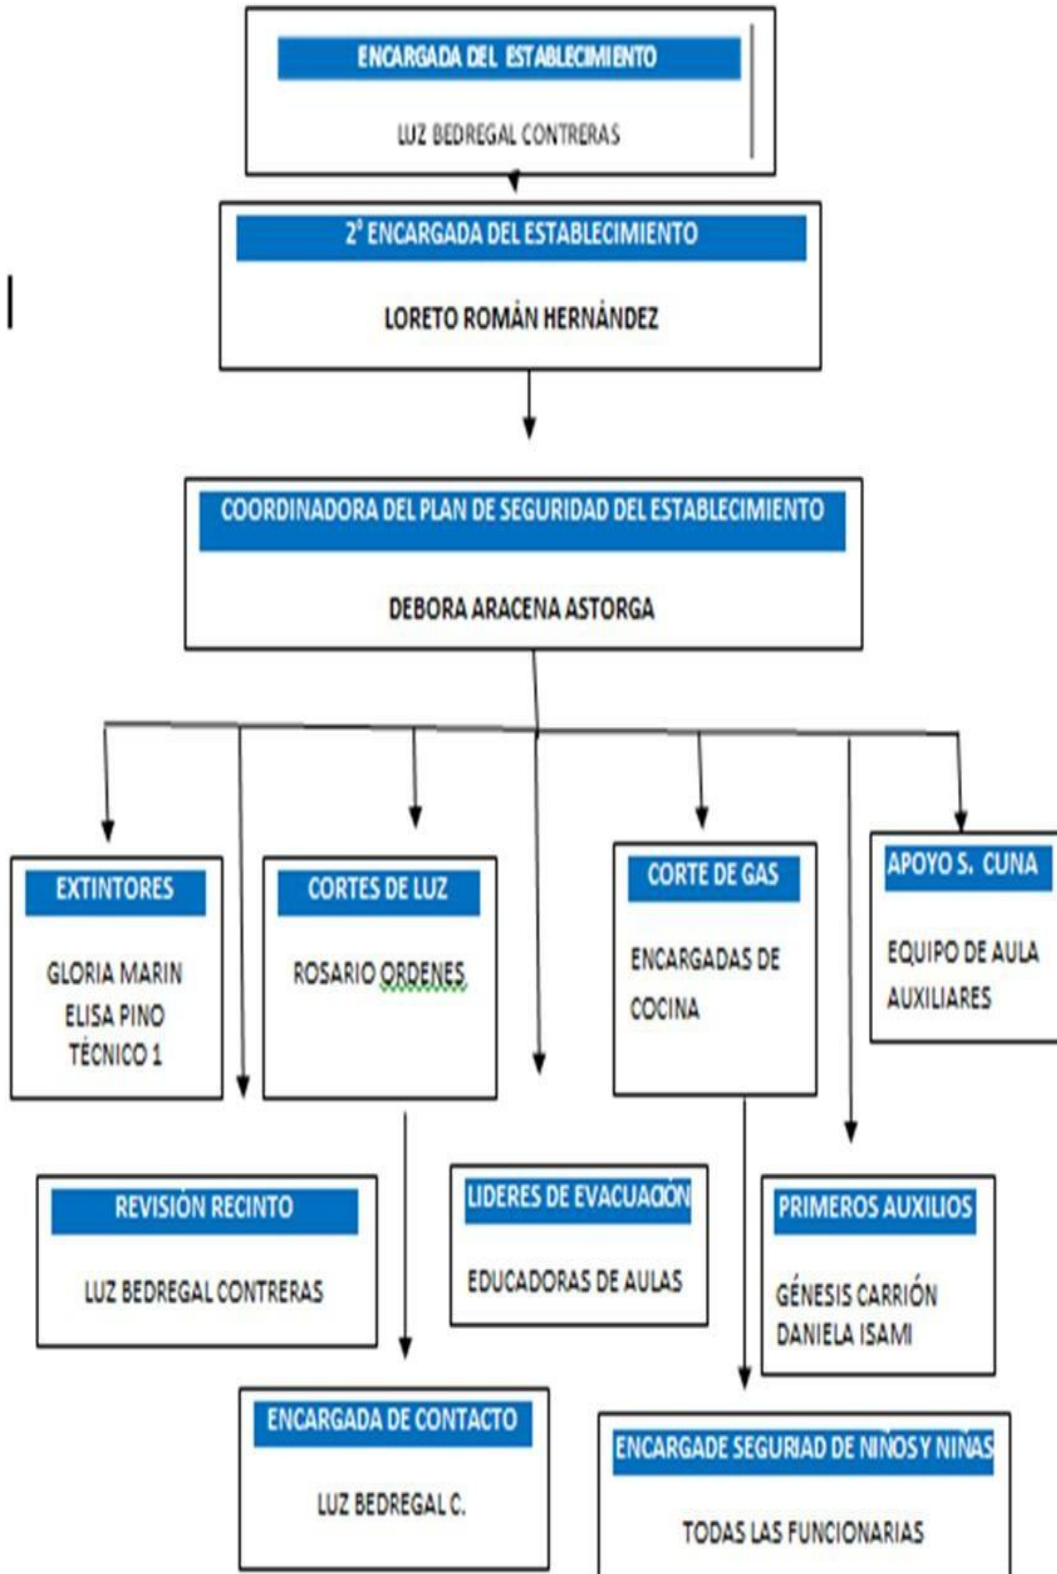 ENCARGADA DEL ESTABLECIMIENTO
LUZ BEDREGAL CONTRERAS
2º ENCARGADA DEL ESTABLECIMIENTO
LORETO ROMÁN HERNÁNDEZ
COORDINADORA DEL PLAN DE SEGURIDAD DEL ESTABLECIMIENTO
DEBORA ARACENA ASTORGA
EXTINTORES
GLORIA MARIN
ELISA PINO
TÉCNICO 1
CORTES DE LUZ
ROSARIO ORDENES
CORTE DE GAS
ENCARGADAS DE
COCINA
APOYO S. CUNA
EQUIPO DE AULA
AUXILIARES
REVISIÓN RECINTO
LUZ BEDREGAL CONTRERAS
LIDERES DE EVACUACIÓN
EDUCADORAS DE AULAS
PRIMEROS AUXILIOS
GÉNESIS CARRIÓN
DANIELA ISAMI
ENCARGADA DE CONTACTO
LUZ BEDREGAL C.
ENCARGADE SEGURIAD DE NIÑOS Y NIÑAS
TODAS LAS FUNCIONARIAS